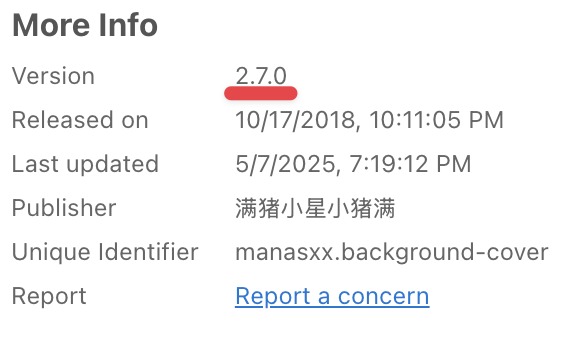 More Info
Version 2.7.0
Released on 10/17/2018, 10:11:05 PM
Last updated 5/7/2025, 7:19:12 PM
Publisher 满猪小星小猪满
Unique Identifier manasxx.background-cover
Report Report a concern